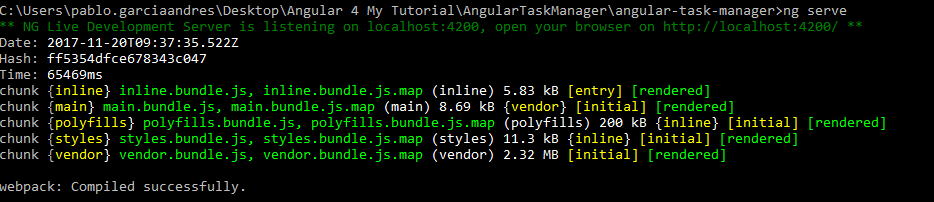 C:\Users\pablo.garciaandres\Desktop\Angular 4 My Tutorial\AngularTaskManager\angular-task-manager>ng serve
** NG Live Development Server is listening on localhost:4200, open your browser on http://localhost:4200/ **
Date: 2017-11-20T09:37:35.522Z
Hash: ff5354dfce678343c047
Time: 65469ms
chunk {inline} inline.bundle.js, inline.bundle.js.map (inline) 5.83 kB [entry] [rendered]
chunk {main} main.bundle.js, main.bundle.js.map (main) 8.69 kB {vendor} [initial] [rendered]
chunk {polyfills} polyfills.bundle.js, polyfills.bundle.js.map (polyfills) 200 kB {inline} [initial] [rendered]
chunk {styles} styles.bundle.js, styles.bundle.js.map (styles) 11.3 kB {inline} [initial] [rendered]
chunk {vendor} vendor.bundle.js, vendor.bundle.js.map (vendor) 2.32 MB [initial] [rendered]
webpack: Compiled successfully.